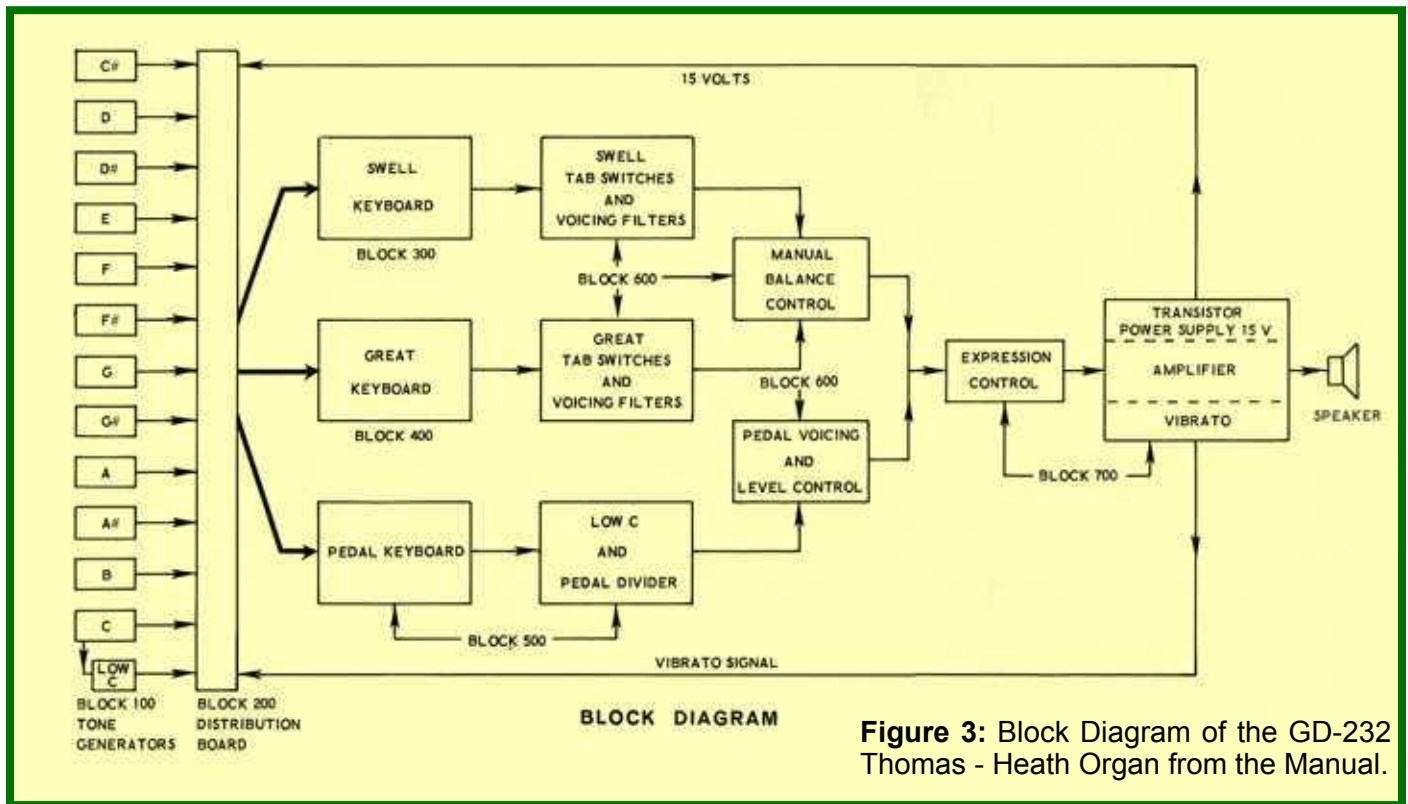 C#
D
D#
E
F
F#
G
G#
A
A#
B
C
LOW
C
BLOCK 100
TONE
GENERATORS
BLOCK 200
DISTRIBUTION
BOARD
15 VOLTS
SWELL
KEYBOARD
BLOCK 300
SWELL
TAB SWITCHES
AND
VOICING FILTERS
BLOCK 600
GREAT
KEYBOARD
BLOCK 400
GREAT
TAB SWITCHES
AND
VOICING FILTERS
MANUAL
BALANCE
CONTROL
BLOCK 600
PEDAL VOICING
AND
LEVEL CONTROL
PEDAL KEYBOARD
LOW C
AND
PEDAL DIVIDER
BLOCK 500
EXPRESSION
CONTROL
TRANSISTOR
POWER SUPPLY 15 V
AMPLIFIER
VIBRATO
BLOCK 700
SPEAKER
VIBRATO SIGNAL
BLOCK DIAGRAM
Figure 3: Block Diagram of the GD-232
Thomas - Heath Organ from the Manual.